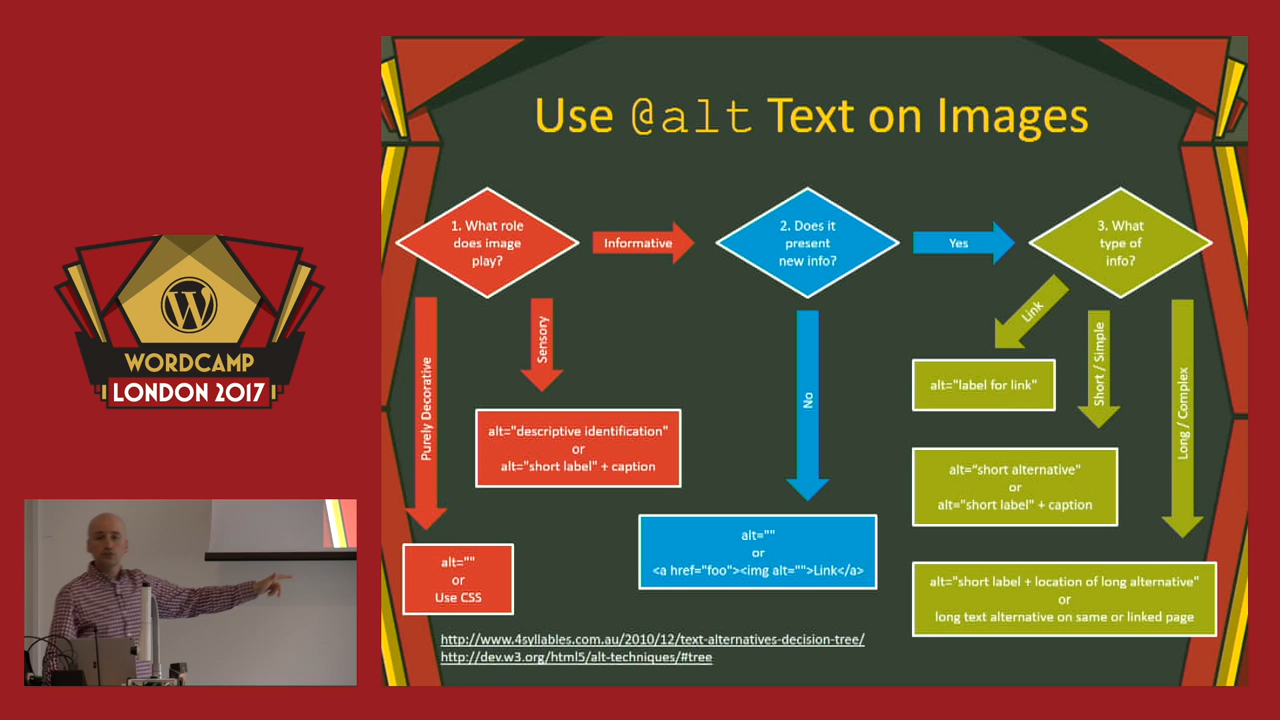 Use @alt Text on Images
1. What role
does image
play?
Informative
2. Does it
present
new info?
Yes
3. What
type of
info?
Purely Decorative
Sensory
No
Link
Short / Simple
Long / Complex
alt="label for link"
alt="descriptive identification"
or
alt="short label" + caption
alt="short alternative"
or
alt="short label" + caption
alt=""
or
Use CSS
alt=""
or
<a href="foo"><img alt="">Link</a>
alt="short label + location of long alternative"
or
long text alternative on same or linked page
http://www.4syllables.com.au/2010/12/text-alternatives-decision-tree/
http://dev.w3.org/html5/alt-techniques/#tree
W
WORDCAMP
LONDON 2017